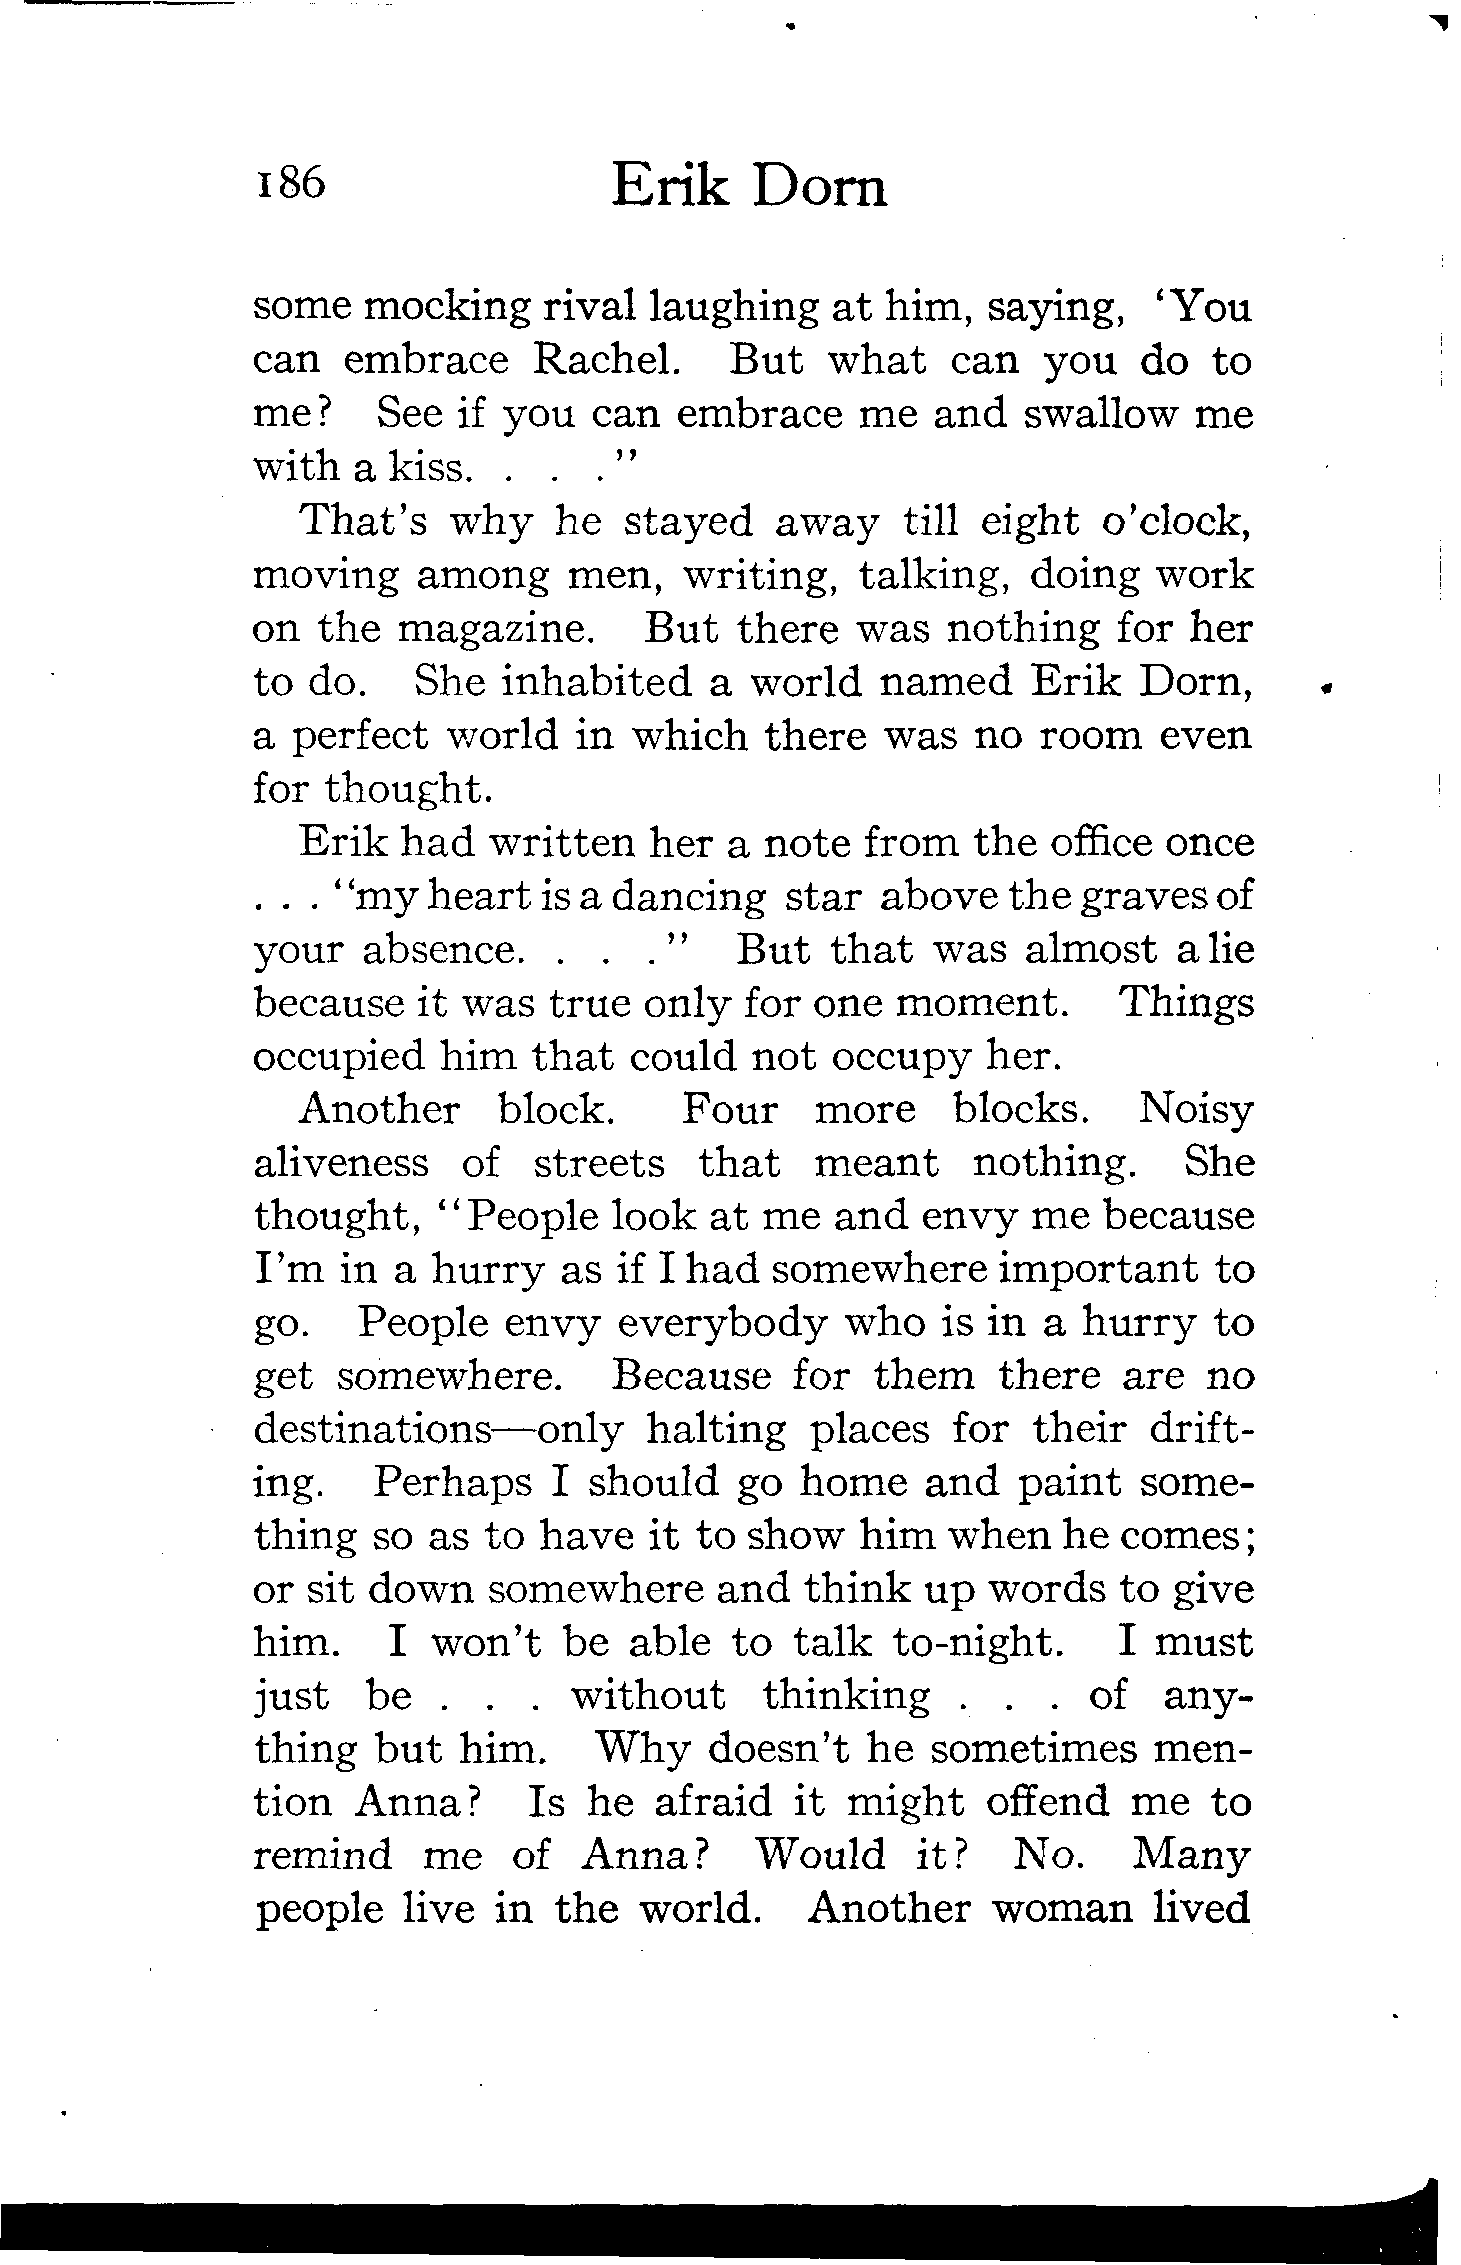 186 Erik Dorn
some mocking rival laughing at him, saying, 'You
can embrace Rachel. But what can you do to
me? See if you can embrace me and swallow me
with a kiss. . . ."
That's why he stayed away till eight o'clock,
moving among men, writing, talking, doing work
on the magazine. But there was nothing for her
to do. She inhabited a world named Erik Dorn,
a perfect world in which there was no room even
for thought.
Erik had written her a note from the office once
. . . "my heart is a dancing star above the graves of
your absence. . . ." But that was almost a lie
because it was true only for one moment. Things
occupied him that could not occupy her.
Another block. Four more blocks. Noisy
aliveness of streets that meant nothing. She
thought, "People look at me and envy me because
I'm in a hurry as if I had somewhere important to
go. People envy everybody who is in a hurry to
get somewhere. Because for them there are no
destinations—only halting places for their drift-
ing. Perhaps I should go home and paint some-
thing so as to have it to show him when he comes;
or sit down somewhere and think up words to give
him. I won't be able to talk to-night. I must
just be . . . without thinking . . . of any-
thing but him. Why doesn't he sometimes men-
tion Anna? Is he afraid it might offend me to
remind me of Anna? Would it? No. Many
people live in the world. Another woman lived